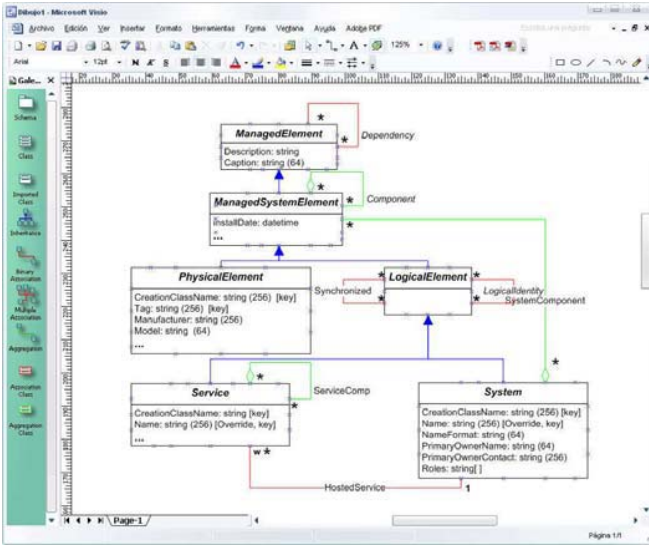 Dibujo1 - Microsoft Visio
Archivo Edición Ver Insertar Formato Herramientas Forma Ventana Ayuda Adobe PDF
125%
Arial 12pt N K S
Gale...
Schema
Class
Imported Class
Inheritance
Binary Association
Multiple Association
Aggregation
Association Class
Aggregation Class
*
ManagedElement
* Dependency
Description: string
Caption: string (64)
* Component
ManagedSystemElement
*
*
InstallDate: datetime
...
PhysicalElement
CreationClassName: string (256) [key]
Tag: string (256) [key]
Manufacturer: string (256)
Model: string (64)
...
* LogicalElement *
Synchronized
LogicalIdentity
* *
SystemComponent
*
* ServiceComp
Service
*
CreationClassName: string [key]
Name: string (256) [Override, key]
...
System
CreationClassName: string (256) [key]
Name: string (256) [Override, key]
NameFormat: string (64)
PrimaryOwnerName: string (64)
PrimaryOwnerContact: string (256)
Roles: string[ ]
w *
HostedService
1
Page-1
Página 1/1